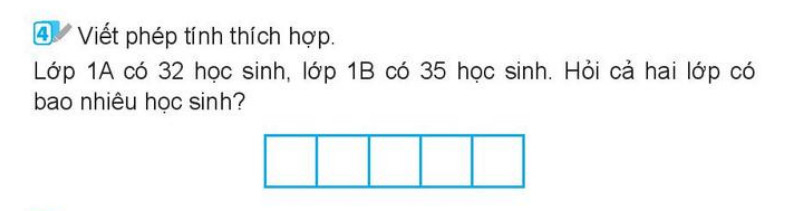 4 Viết phép tính thích hợp.
Lớp 1A có 32 học sinh, lớp 1B có 35 học sinh. Hỏi cả hai lớp có
bao nhiêu học sinh?